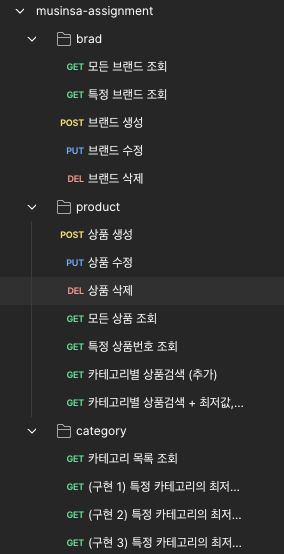 musinsa-assignment
brad
GET 모든 브랜드 조회
GET 특정 브랜드 조회
POST 브랜드 생성
PUT 브랜드 수정
DEL 브랜드 삭제
product
POST 상품 생성
PUT 상품 수정
DEL 상품 삭제
GET 모든 상품 조회
GET 특정 상품번호 조회
GET 카테고리별 상품검색 (추가)
GET 카테고리별 상품검색 + 최저값,...
category
GET 카테고리 목록 조회
GET (구현 1) 특정 카테고리의 최저...
GET (구현 2) 특정 카테고리의 최저...
GET (구현 3) 특정 카테고리의 최저...